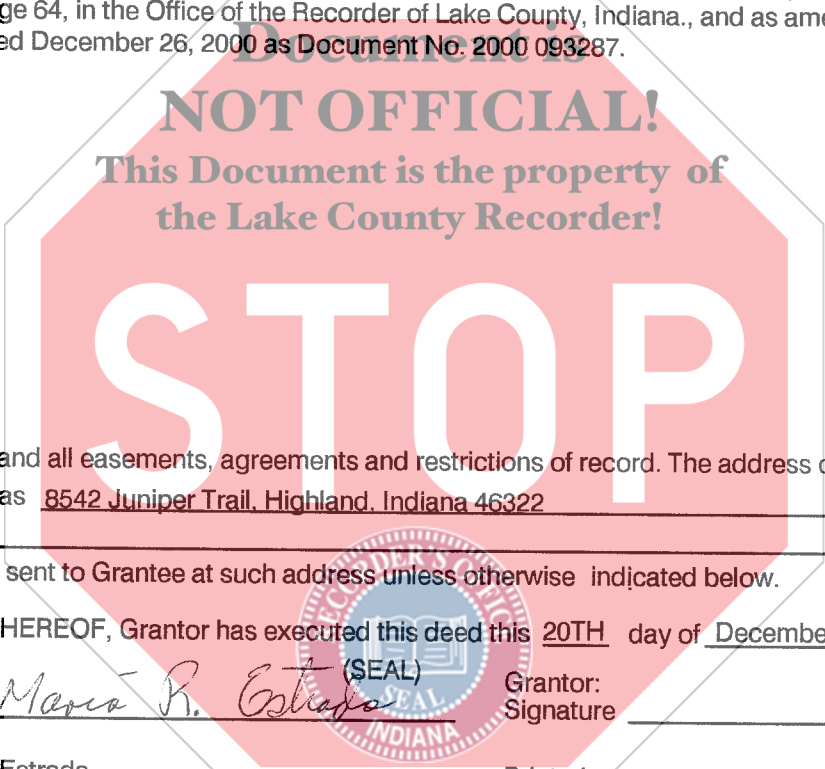 ge 64, in the Office of the Recorder of Lake County, Indiana., and as ame
ed December 26, 2000 as Document No. 2000 093287.
Document is
NOT OFFICIAL!
This Document is the property of
the Lake County Recorder!
STOP
and all easements, agreements and restrictions of record. The address o
as 8542 Juniper Trail, Highland, Indiana 46322
sent to Grantee at such address unless otherwise indicated below.
HEREOF, Grantor has executed this deed this 20TH day of Decembe
Maria R. Estrada (SEAL) Grantor:
Signature
RECORDER'S OFFICE
SEAL
INDIANA
Estrada